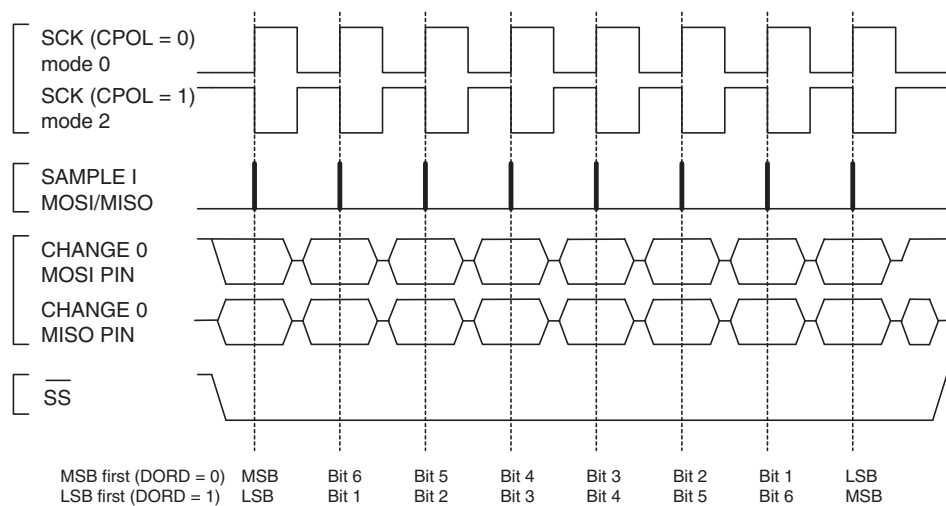 SCK (CPOL = 0)
mode 0
SCK (CPOL = 1)
mode 2
SAMPLE I
MOSI/MISO
CHANGE 0
MOSI PIN
CHANGE 0
MISO PIN
SS
MSB first (DORD = 0) MSB Bit 6 Bit 5 Bit 4 Bit 3 Bit 2 Bit 1 LSB
LSB first (DORD = 1) LSB Bit 1 Bit 2 Bit 3 Bit 4 Bit 5 Bit 6 MSB